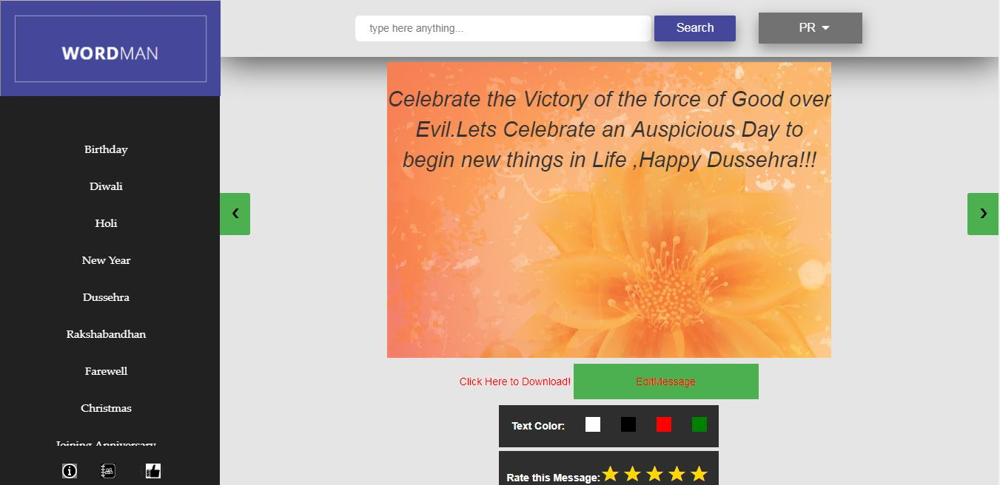 WORDMAN
type here anything...
Search
PR
Birthday
Diwali
Holi
New Year
Dussehra
Rakshabandhan
Farewell
Christmas
Joining Anniversary
Celebrate the Victory of the force of Good over
Evil.Lets Celebrate an Auspicious Day to
begin new things in Life ,Happy Dussehra!!!
Click Here to Download!
EditMessage
Text Color:
Rate this Message: